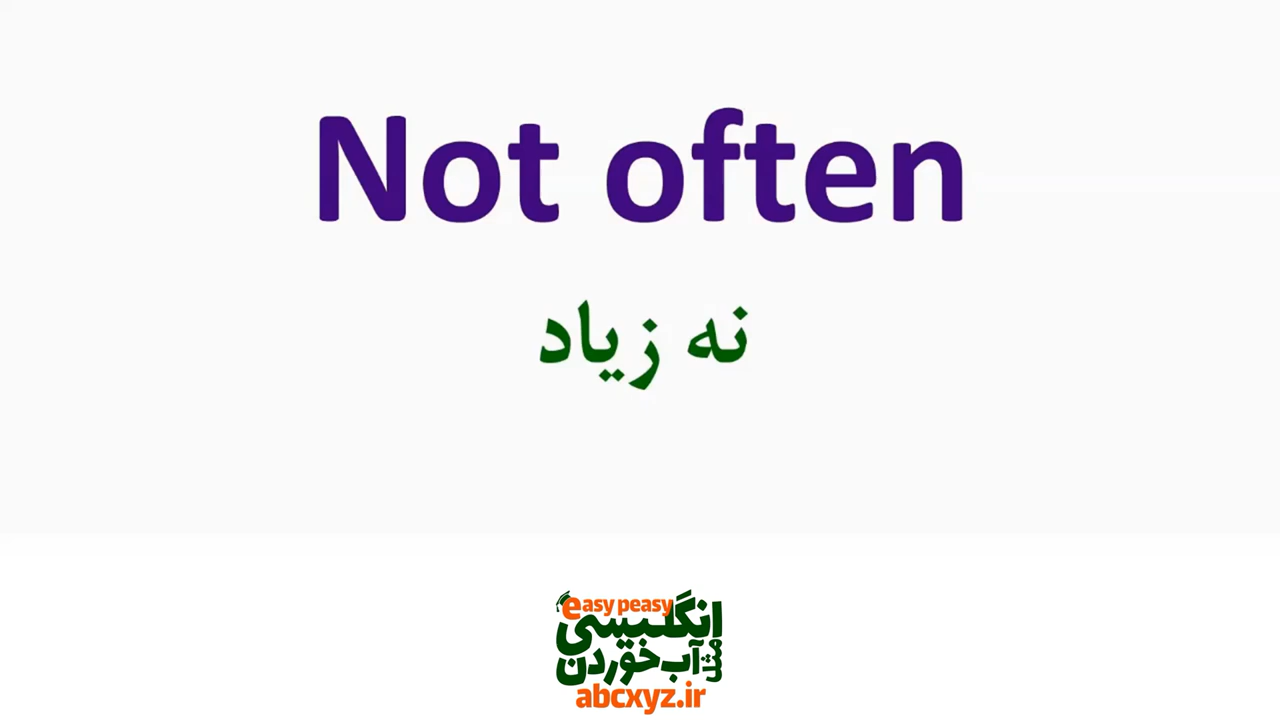 Not often
نه زیاد
easy peasy
انگلیسی
مثل آب خوردن
abcxyz.ir